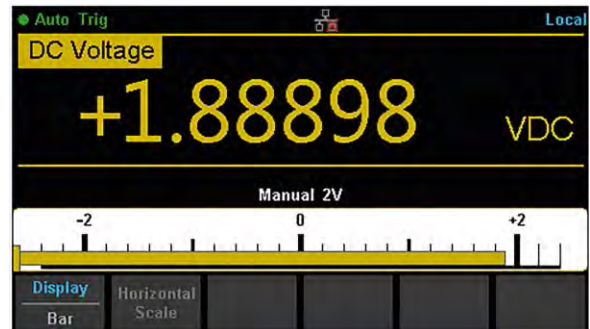 Auto Trig
Local
DC Voltage
+1.88898 VDC
Manual 2V
-2 0 +2
Display
Bar
Horizontal
Scale